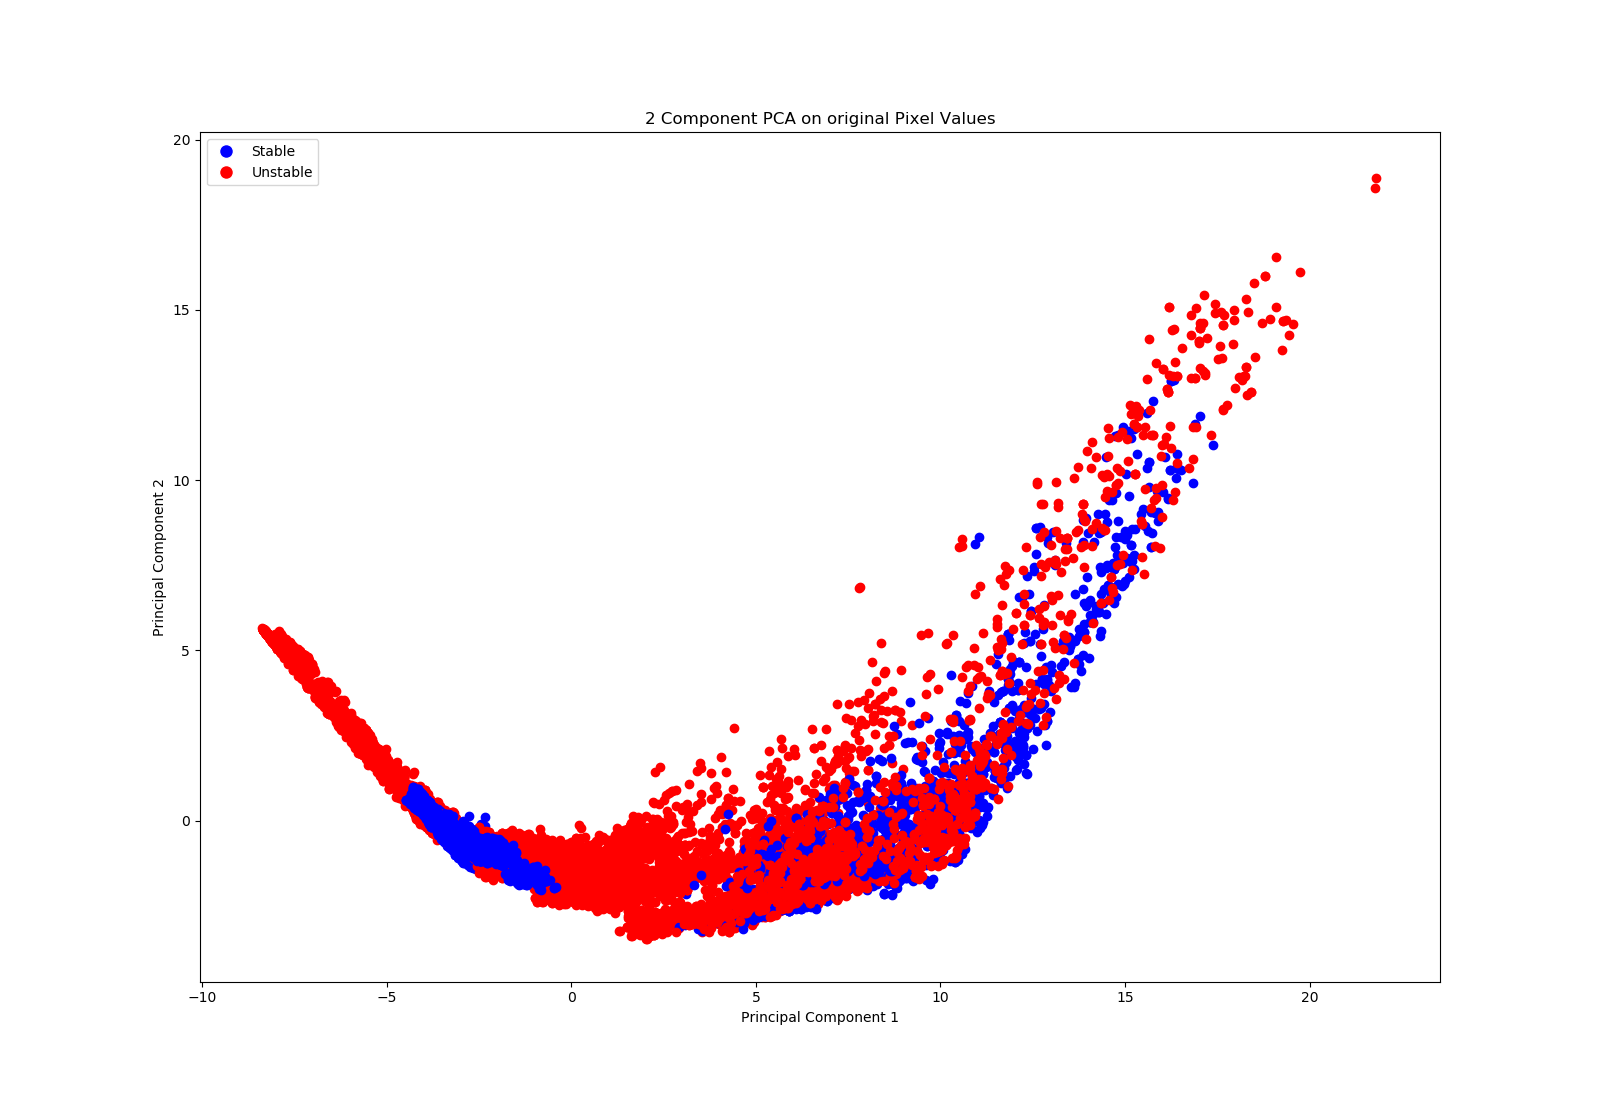 2 Component PCA on original Pixel Values
Stable
Unstable
20
15
10
5
0
Principal Component 2
−10
−5
0
5
10
15
20
Principal Component 1